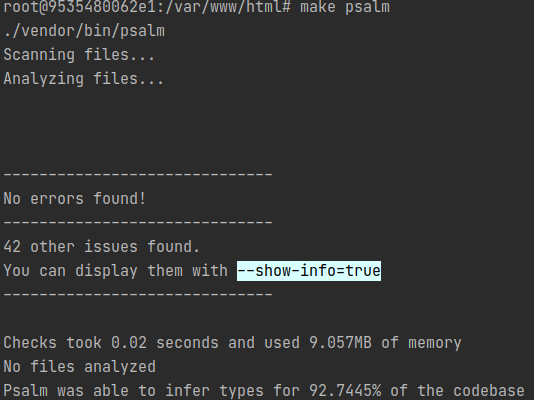 root@9535480062e1:/var/www/html# make psalm
./vendor/bin/psalm
Scanning files...
Analyzing files...
------------------------------
No errors found!
------------------------------
42 other issues found.
You can display them with --show-info=true
------------------------------
Checks took 0.02 seconds and used 9.057MB of memory
No files analyzed
Psalm was able to infer types for 92.7445% of the codebase